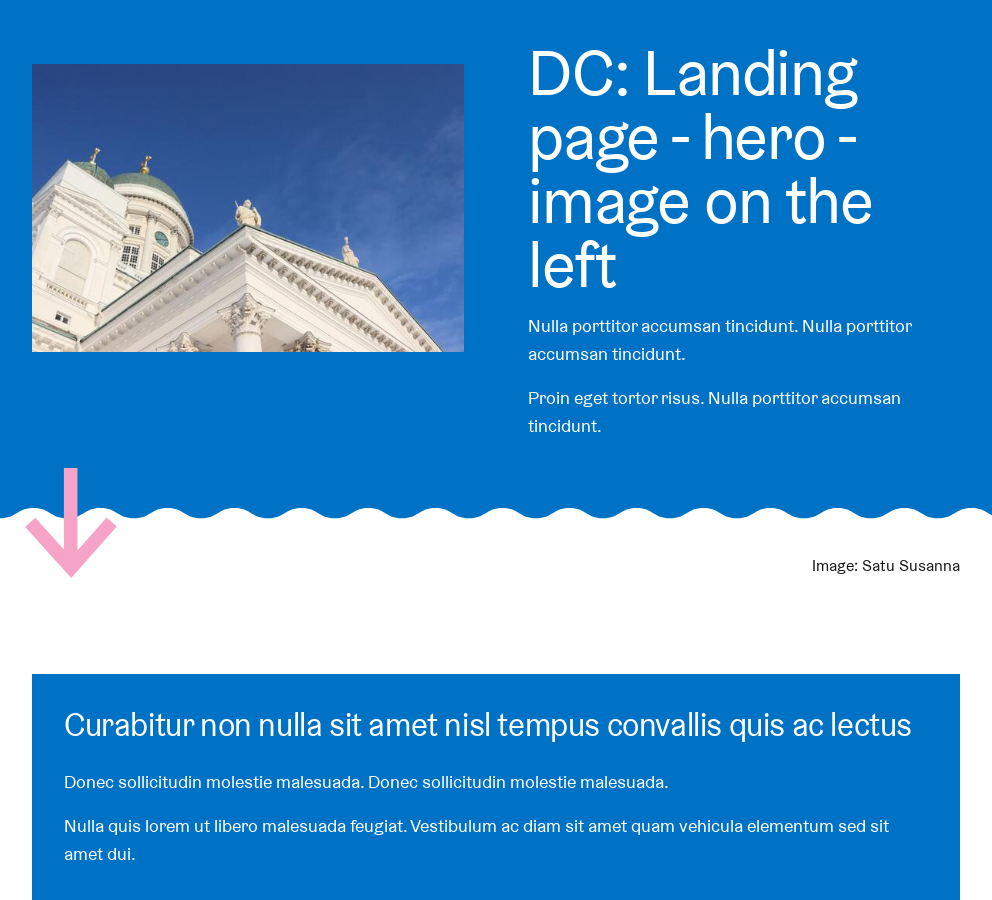 DC: Landing
page - hero -
image on the
left
Nulla porttitor accumsan tincidunt. Nulla porttitor
accumsan tincidunt.
Proin eget tortor risus. Nulla porttitor accumsan
tincidunt.
Image: Satu Susanna
Curabitur non nulla sit amet nisl tempus convallis quis ac lectus
Donec sollicitudin molestie malesuada. Donec sollicitudin molestie malesuada.
Nulla quis lorem ut libero malesuada feugiat. Vestibulum ac diam sit amet quam vehicula elementum sed sit
amet dui.